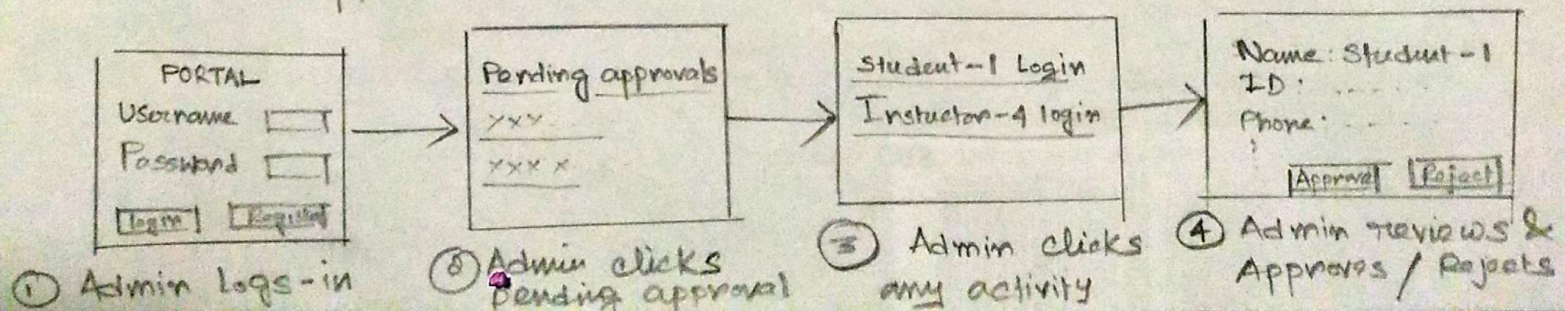 PORTAL
Username
Password
login Register
① Admin Logs-in
Pending approvals
xxx
xxxx
② Admin clicks
pending approval
Student-1 Login
Instuctor-4 login
③ Admin clicks
any activity
Name: Student-1
ID: ......
Phone: .....
Approval Reject
④ Admin reviews &
Approves / Rejects